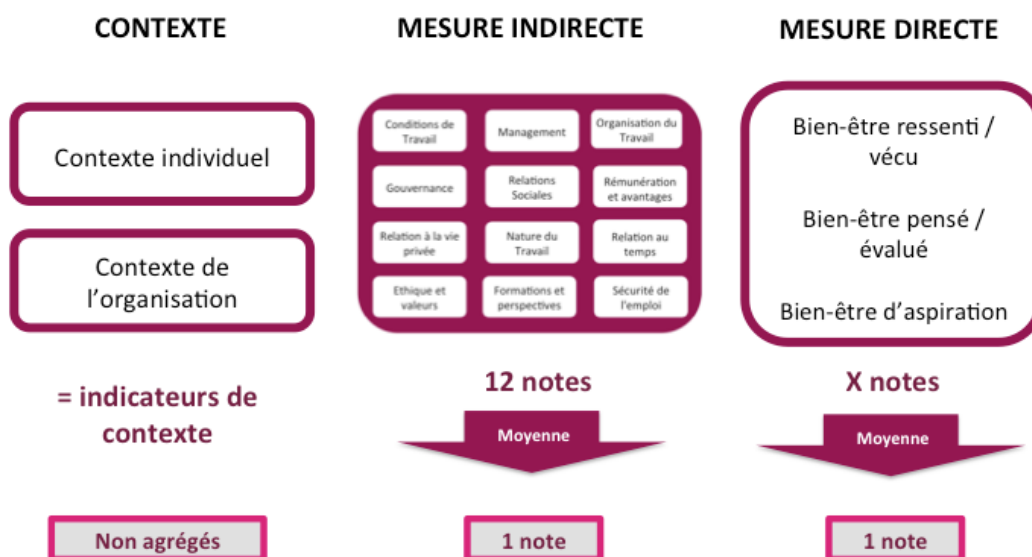 CONTEXTE
Contexte individuel
Contexte de
l’organisation
= indicateurs de
contexte
Non agrégés
MESURE INDIRECTE
Conditions de
Travail
Management
Organisation du
Travail
Gouvernance
Relations
Sociales
Rémunération
et avantages
Relation à la vie
privée
Nature du
Travail
Relation au
temps
Ethique et
valeurs
Formations et
perspectives
Sécurité de
l'emploi
12 notes
Moyenne
1 note
MESURE DIRECTE
Bien-être ressenti /
vécu
Bien-être pensé /
évalué
Bien-être d’aspiration
X notes
Moyenne
1 note